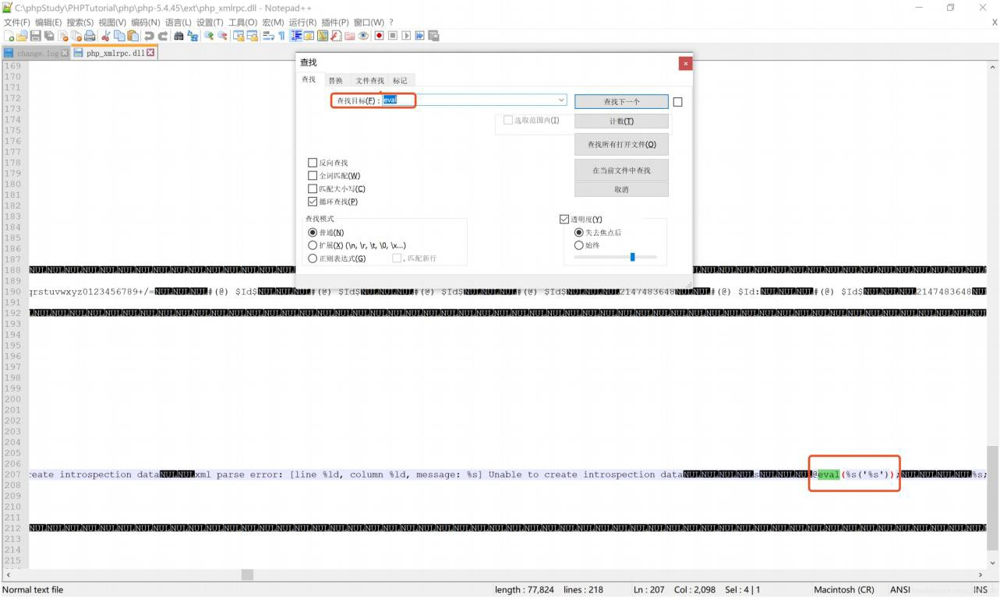 C:\phpStudy\PHPTutorial\php\php-5.4.45\ext\php_xmlrpc.dll - Notepad++
文件(F) 编辑(E) 搜索(S) 视图(V) 编码(N) 语言(L) 设置(T) 工具(O) 宏(M) 运行(R) 插件(P) 窗口(W) ?
X
change.log php_xmlrpc.dll
查找
查找 替换 文件查找 标记
查找目标(F) : eval
查找下一个
选取范围内(I)
计数(T)
查找所有打开文件(O)
在当前文件中查找
取消
反向查找
全词匹配(W)
匹配大小写(C)
循环查找(P)
查找模式
普通(N)
扩展(X) (\n, \r, \t, \0, \x...)
正则表达式(G)
. 匹配新行
透明度(Y)
失去焦点后
始终
169
170
171
172
173
174
175
176
177
178
179
180
181
182
183
184
185
186
187
188
189
190 qrstuvwxyz0123456789+/=NULNULNUL#(@) $Id$NULNULNUL#(@) $Id$NULNULNUL#(@) $Id$NULNULNUL#(@) $Id$NULNULNUL2147483648NULNUL#(@) $Id:NULNULNUL#(@) $Id$NULNULNUL2147483648NUL
191
192
193
194
195
196
197
198
199
200
201
202
203
204
205
206
207 reate introspection dataNULNULxml parse error: [line %ld, column %ld, message: %s] Unable to create introspection dataNULNULNULNULsNULNULNUL@eval(%s('%s'));NULNULNULNUL%s;
208
209
210
211
212
213
214
215
Normal text file
length : 77,824 lines : 218
Ln : 207 Col : 2,098 Sel : 4 | 1
Macintosh (CR)
ANSI
INS